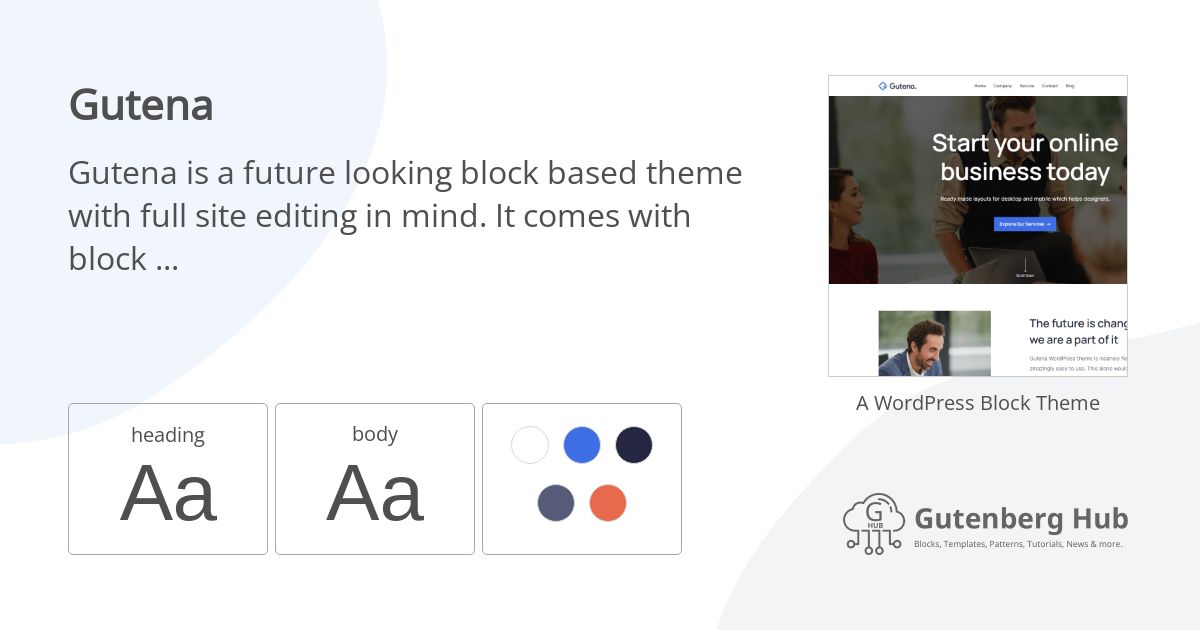 Gutena
Gutena is a future looking block based theme
with full site editing in mind. It comes with
block ...
heading
Aa
body
Aa
Gutena.
Home Company Service Contact Blog
Start your online
business today
Ready made layouts for desktop and mobile which helps designers.
Explore Our Services →
Scroll Down
The future is chang
we are a part of it
Gutena WordPress theme is insanely fle
amazingly easy to use. This alone would
A WordPress Block Theme
G
HUB
Gutenberg Hub
Blocks, Templates, Patterns, Tutorials, News & more.